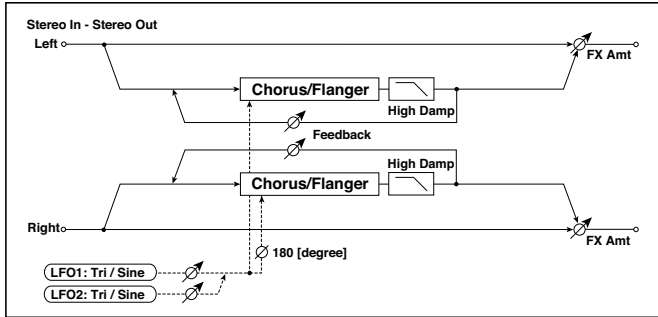 Stereo In - Stereo Out
Left
FX Amt
Chorus/Flanger
High Damp
Feedback
High Damp
Chorus/Flanger
Right
FX Amt
180 [degree]
LFO1: Tri / Sine
LFO2: Tri / Sine